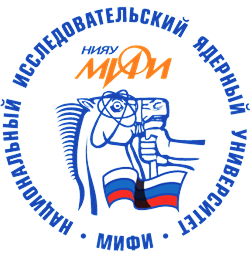 НАЦИОНАЛЬНЫЙ ИССЛЕДОВАТЕЛЬСКИЙ ЯДЕРНЫЙ УНИВЕРСИТЕТ
• МИФИ •
НИЯУ
МИФИ